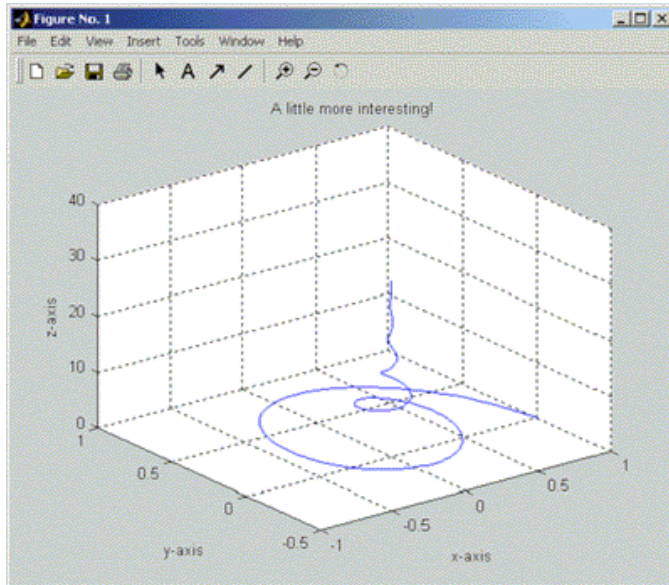 Figure No. 1
File Edit View Insert Tools Window Help
A
A little more interesting!
40
30
20
10
0
z-axis
1
0.5
0
-0.5
y-axis
-1
-0.5
0
0.5
1
x-axis